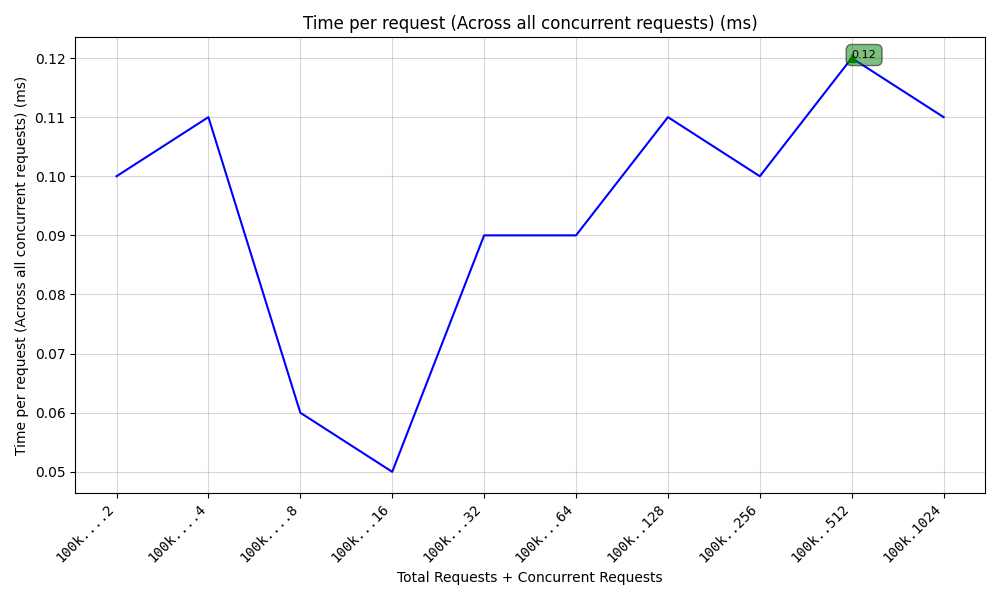 Time per request (Across all concurrent requests) (ms)
Time per request (Across all concurrent requests) (ms)
0.12
0.11
0.10
0.09
0.08
0.07
0.06
0.05
0.12
100k....2
100k....4
100k....8
100k...16
100k...32
100k...64
100k..128
100k..256
100k..512
100k.1024
Total Requests + Concurrent Requests